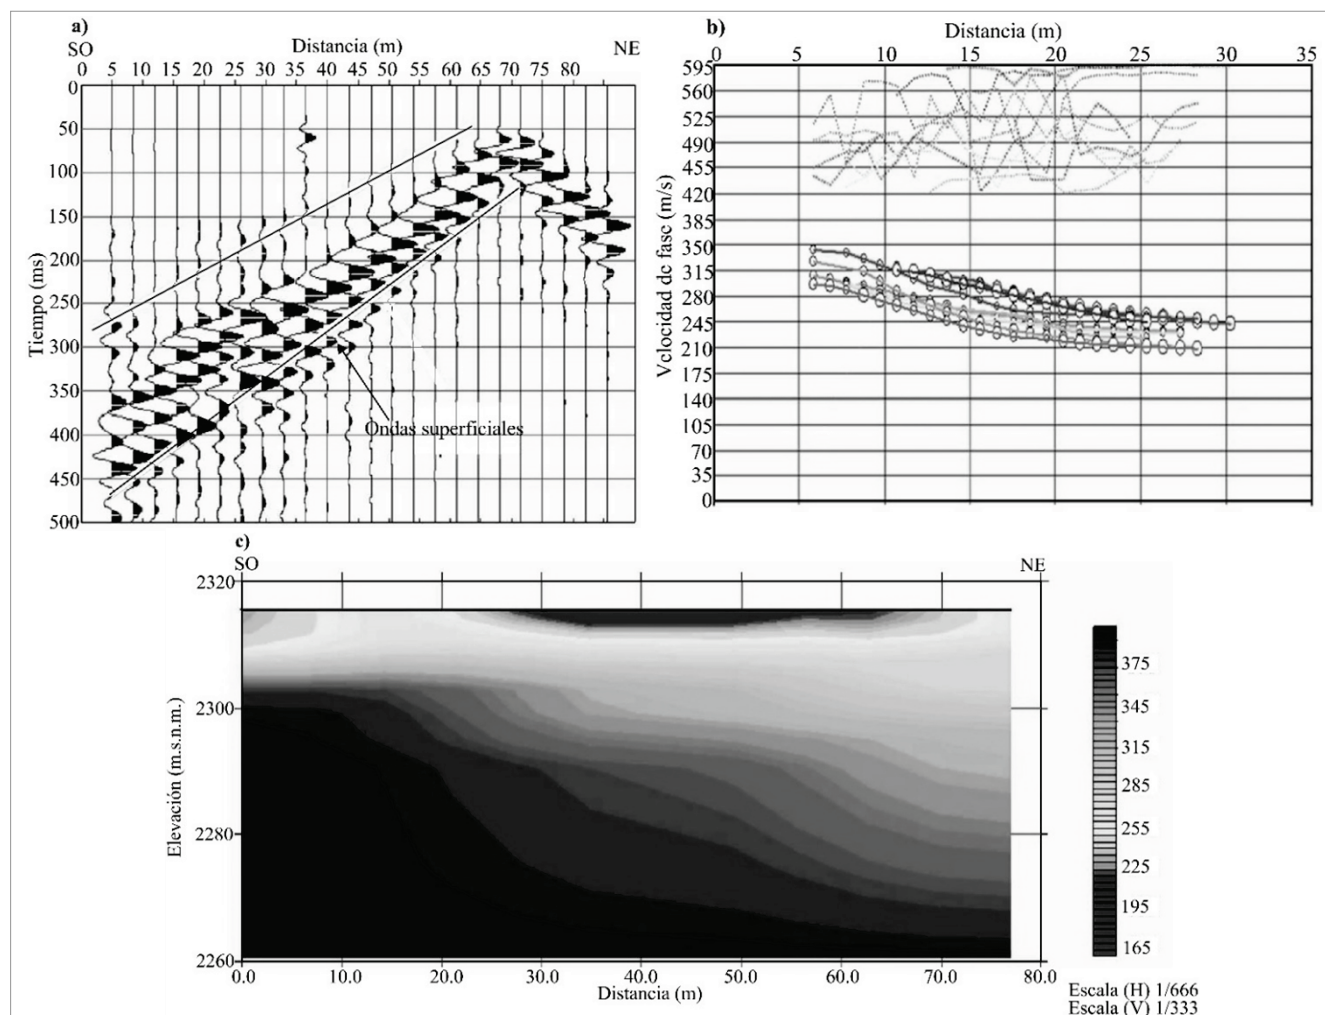 a)
SO
Distancia (m)
NE
0 5 10 15 20 25 30 35 40 45 50 55 60 65 70 75 80
0
50
100
150
200
250
300
350
400
450
500
Tiempo (ms)
Ondas superficiales
b)
Distancia (m)
0 5 10 15 20 25 30 35
595
560
525
490
455
420
385
350
315
280
245
210
175
140
105
70
35
0
Velocidad de fase (m/s)
c)
SO
NE
2320
2300
2280
2260
Elevación (m.s.n.m.)
0.0 10.0 20.0 30.0 40.0 50.0 60.0 70.0 80.0
Distancia (m)
375
345
315
285
255
225
195
165
Escala (H) 1/666
Escala (V) 1/333